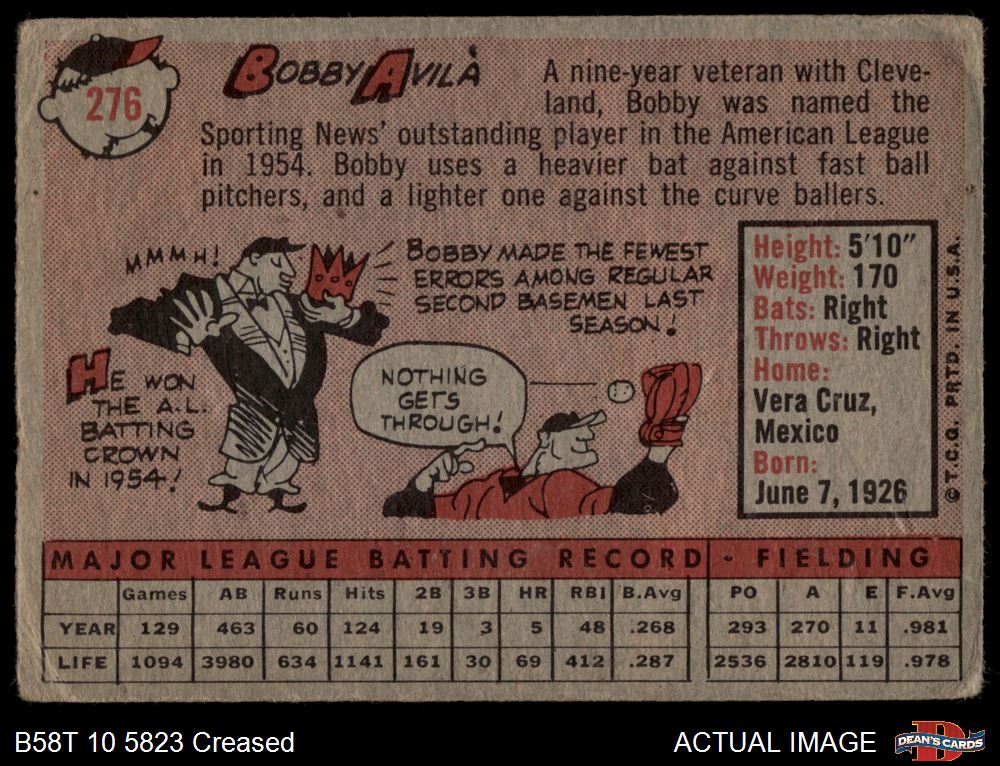 276
BOBBY AVILA
A nine-year veteran with Cleve-
land, Bobby was named the
Sporting News' outstanding player in the American League
in 1954. Bobby uses a heavier bat against fast ball
pitchers, and a lighter one against the curve ballers.
MMMH!
BOBBY MADE THE FEWEST
ERRORS AMONG REGULAR
SECOND BASEMEN LAST
SEASON!
HE WON
THE A.L.
BATTING
CROWN
IN 1954!
NOTHING
GETS
THROUGH!
Height: 5'10"
Weight: 170
Bats: Right
Throws: Right
Home:
Vera Cruz,
Mexico
Born:
June 7, 1926
© T.C.G. PRTD. IN U.S.A.
MAJOR LEAGUE BATTING RECORD - FIELDING
Games AB Runs Hits 2B 3B HR RBI B.Avg PO A E F.Avg
YEAR 129 463 60 124 19 3 5 48 .268 293 270 11 .981
LIFE 1094 3980 634 1141 161 30 69 412 .287 2536 2810 119 .978
B58T 10 5823 Creased
ACTUAL IMAGE
D
DEAN'S CARDS